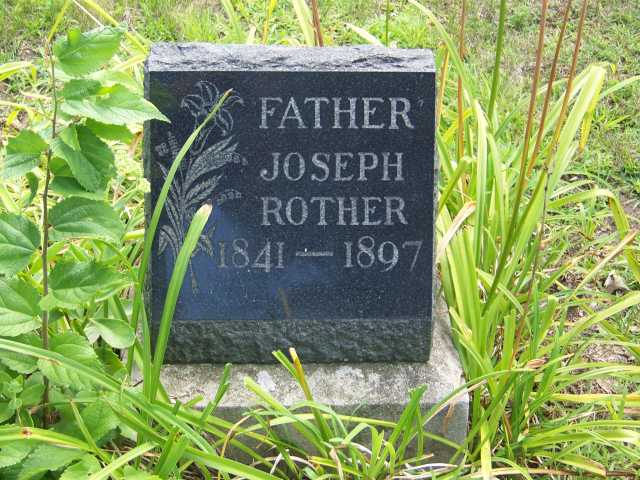 FATHER
JOSEPH
ROTHER
1841 — 1897